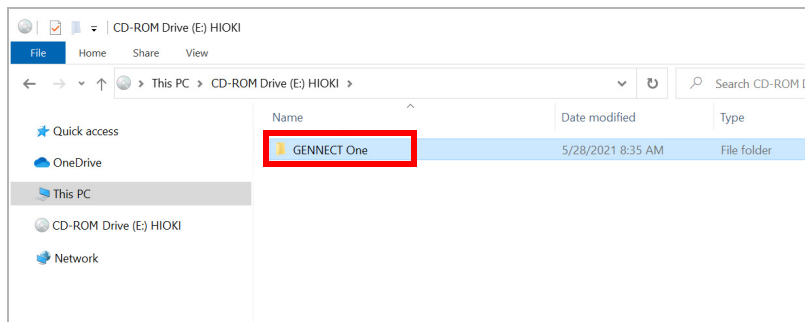 CD-ROM Drive (E:) HIOKI
File Home Share View
This PC CD-ROM Drive (E:) HIOKI Search CD-ROM
Name Date modified Type
Quick access
GENNECT One 5/28/2021 8:35 AM File folder
OneDrive
This PC
CD-ROM Drive (E:) HIOKI
Network